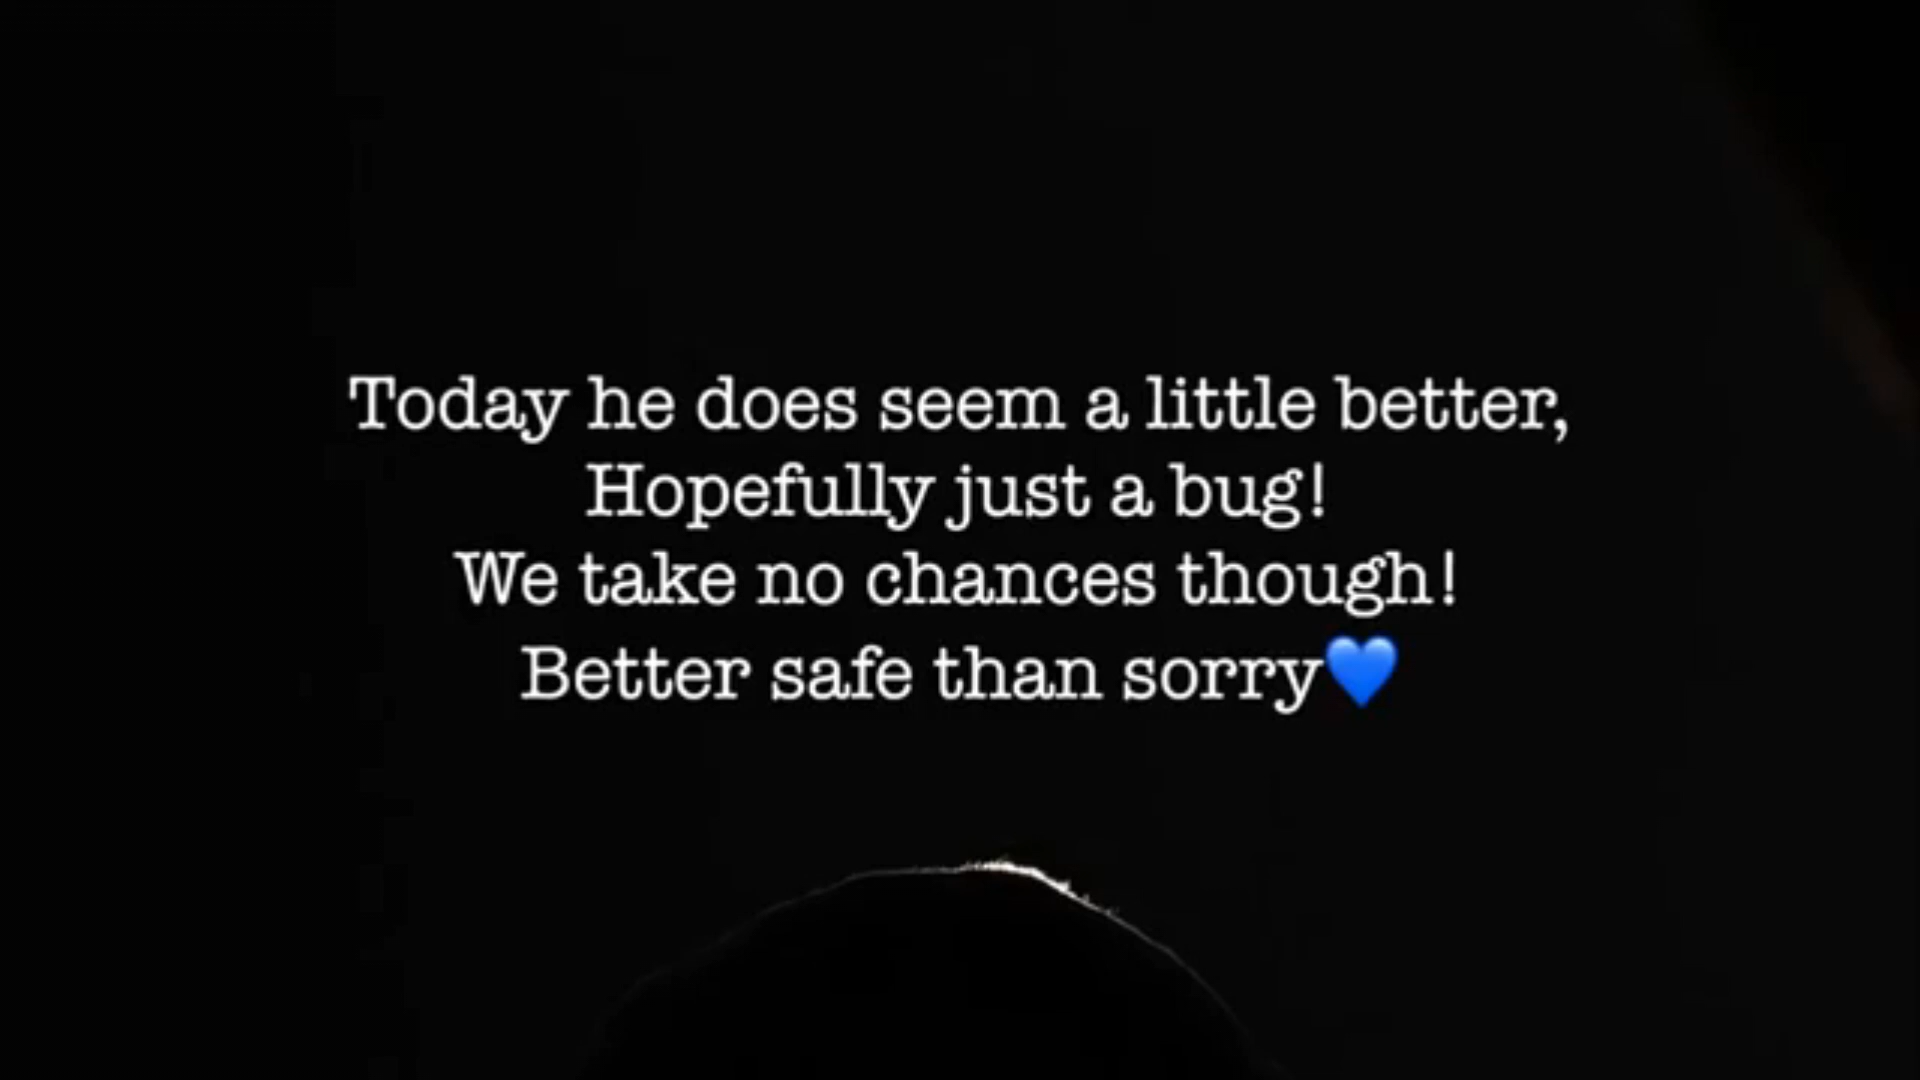 Today he does seem a little better,
Hopefully just a bug!
We take no chances though!
Better safe than sorry💙